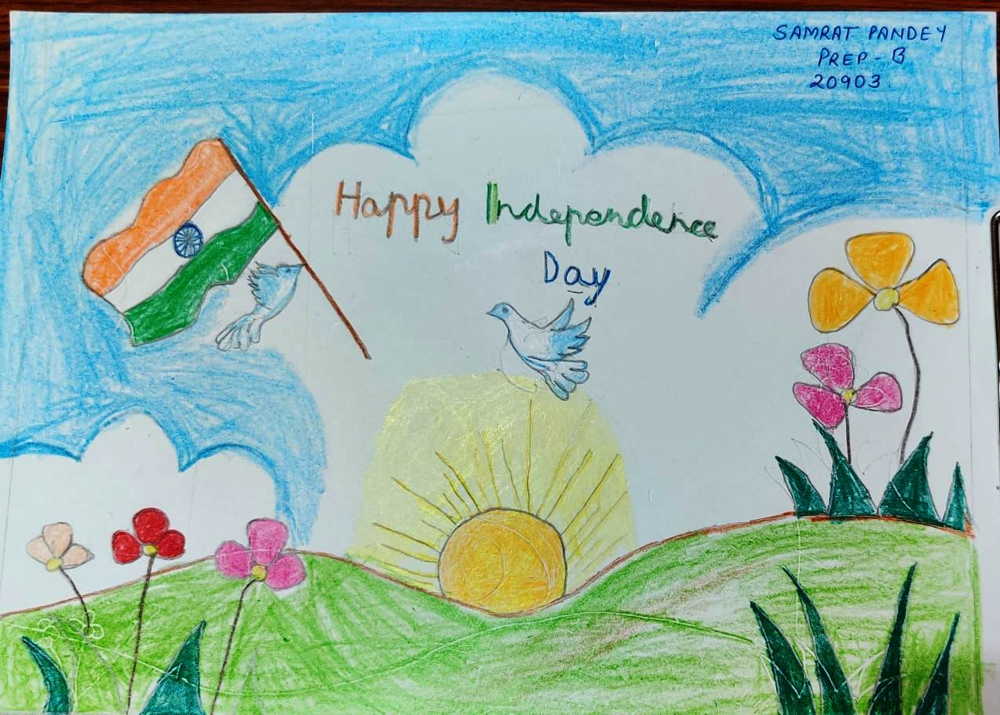 SAMRAT PANDEY
PREP - B
20903
Happy Independence
Day